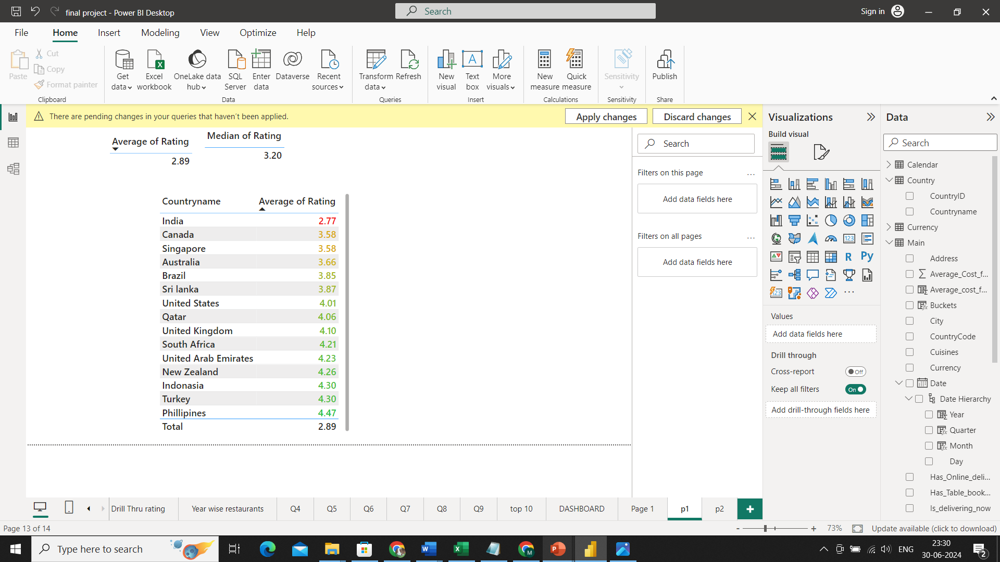 final project - Power BI Desktop
Search
Sign in
File Home Insert Modeling View Optimize Help
Paste
Cut
Copy
Format painter
Clipboard
Get data
Excel workbook
OneLake data hub
SQL Server
Enter data
Dataverse
Recent sources
Data
Transform data
Refresh
Queries
New visual
Text box
More visuals
Insert
New measure
Quick measure
Calculations
Sensitivity
Sensitivity
Publish
Share
There are pending changes in your queries that haven't been applied.
Apply changes
Discard changes
Average of Rating
2.89
Median of Rating
3.20
Countryname Average of Rating
India 2.77
Canada 3.58
Singapore 3.58
Australia 3.66
Brazil 3.85
Sri lanka 3.87
United States 4.01
Qatar 4.06
United Kingdom 4.10
South Africa 4.21
United Arab Emirates 4.23
New Zealand 4.26
Indonasia 4.30
Turkey 4.30
Phillipines 4.47
Total 2.89
Search
Filters on this page ...
Add data fields here
Filters on all pages ...
Add data fields here
Visualizations
Build visual
123
R
Py
123
...
Values
Add data fields here
Drill through
Cross-report Off
Keep all filters On
Add drill-through fields here
Data
Search
Calendar
Country
CountryID
Countryname
Currency
Main
Address
Average_Cost_f...
Average_cost_f...
Buckets
City
CountryCode
Cuisines
Currency
Date
Date Hierarchy
Year
Quarter
Month
Day
Has_Online_deli...
Has_Table_book...
Is_delivering_now
Drill Thru rating Year wise restaurants Q4 Q5 Q6 Q7 Q8 Q9 top 10 DASHBOARD Page 1 p1 p2 +
Page 13 of 14
- + 73%
Update available (click to download)
Type here to search
ENG
23:30
30-06-2024
2